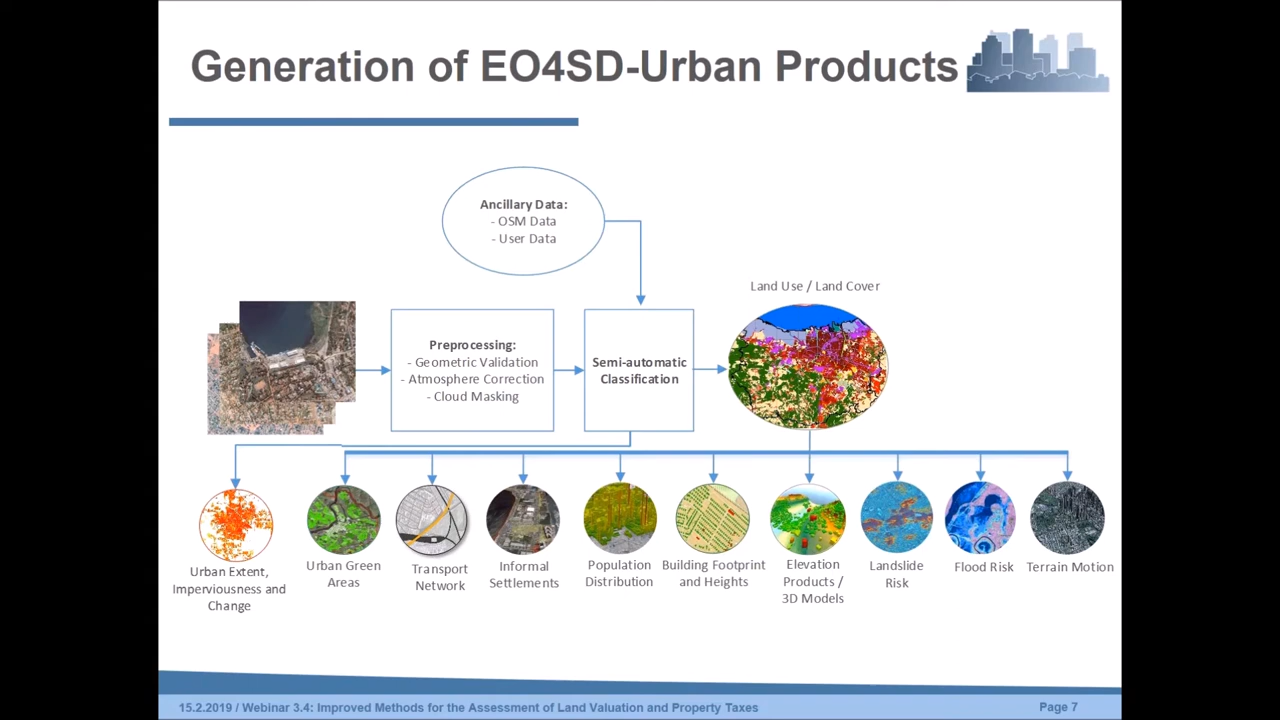 Generation of EO4SD-Urban Products
Ancillary Data:
- OSM Data
- User Data
Land Use / Land Cover
Preprocessing:
- Geometric Validation
- Atmosphere Correction
- Cloud Masking
Semi-automatic
Classification
Urban Extent,
Imperviousness and
Change
Urban Green
Areas
Transport
Network
Informal
Settlements
Population
Distribution
Building Footprint
and Heights
Elevation
Products /
3D Models
Landslide
Risk
Flood Risk
Terrain Motion
15.2.2019 / Webinar 3.4: Improved Methods for the Assessment of Land Valuation and Property Taxes
Page 7